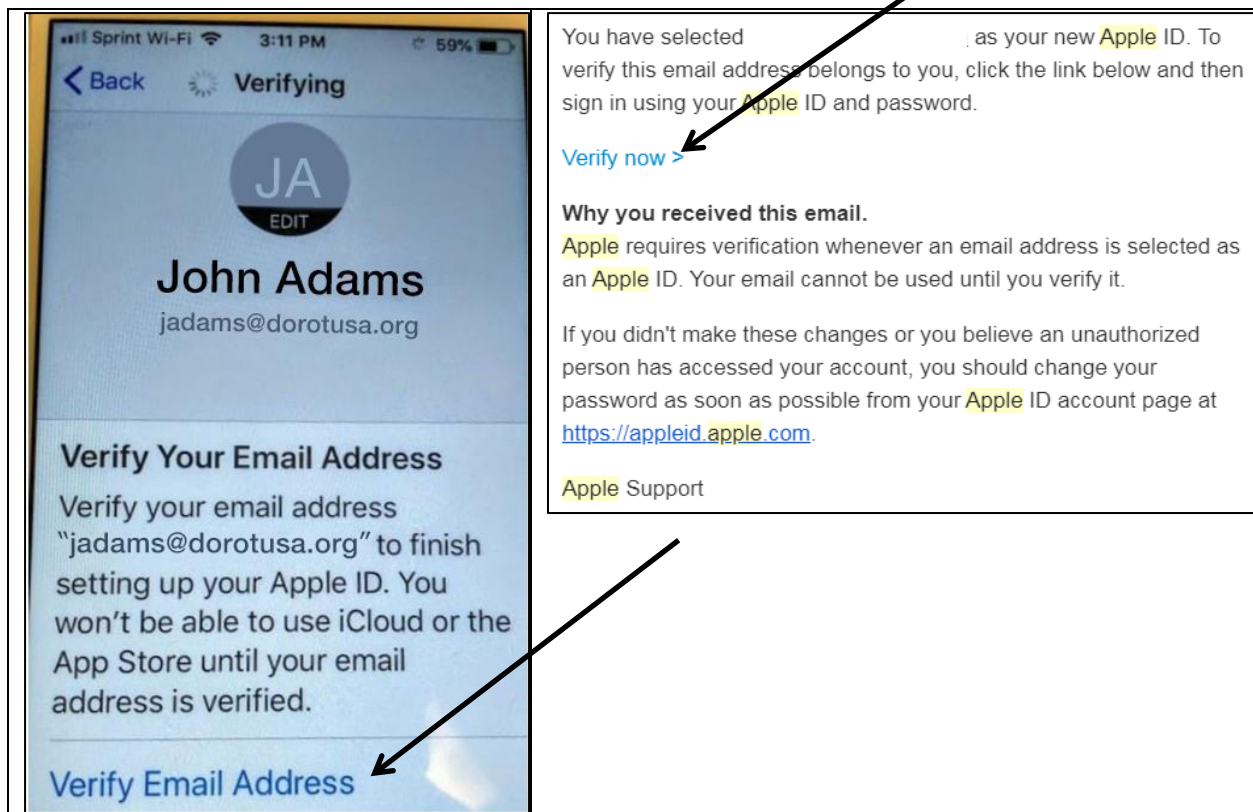 Sprint Wi-Fi 3:11 PM 59%
Back Verifying
JA
EDIT
John Adams
jadams@dorotusa.org
Verify Your Email Address
Verify your email address
“jadams@dorotusa.org” to finish
setting up your Apple ID. You
won’t be able to use iCloud or the
App Store until your email
address is verified.
Verify Email Address
You have selected as your new Apple ID. To
verify this email address belongs to you, click the link below and then
sign in using your Apple ID and password.
Verify now >
Why you received this email.
Apple requires verification whenever an email address is selected as
an Apple ID. Your email cannot be used until you verify it.
If you didn't make these changes or you believe an unauthorized
person has accessed your account, you should change your
password as soon as possible from your Apple ID account page at
https://appleid.apple.com.
Apple Support